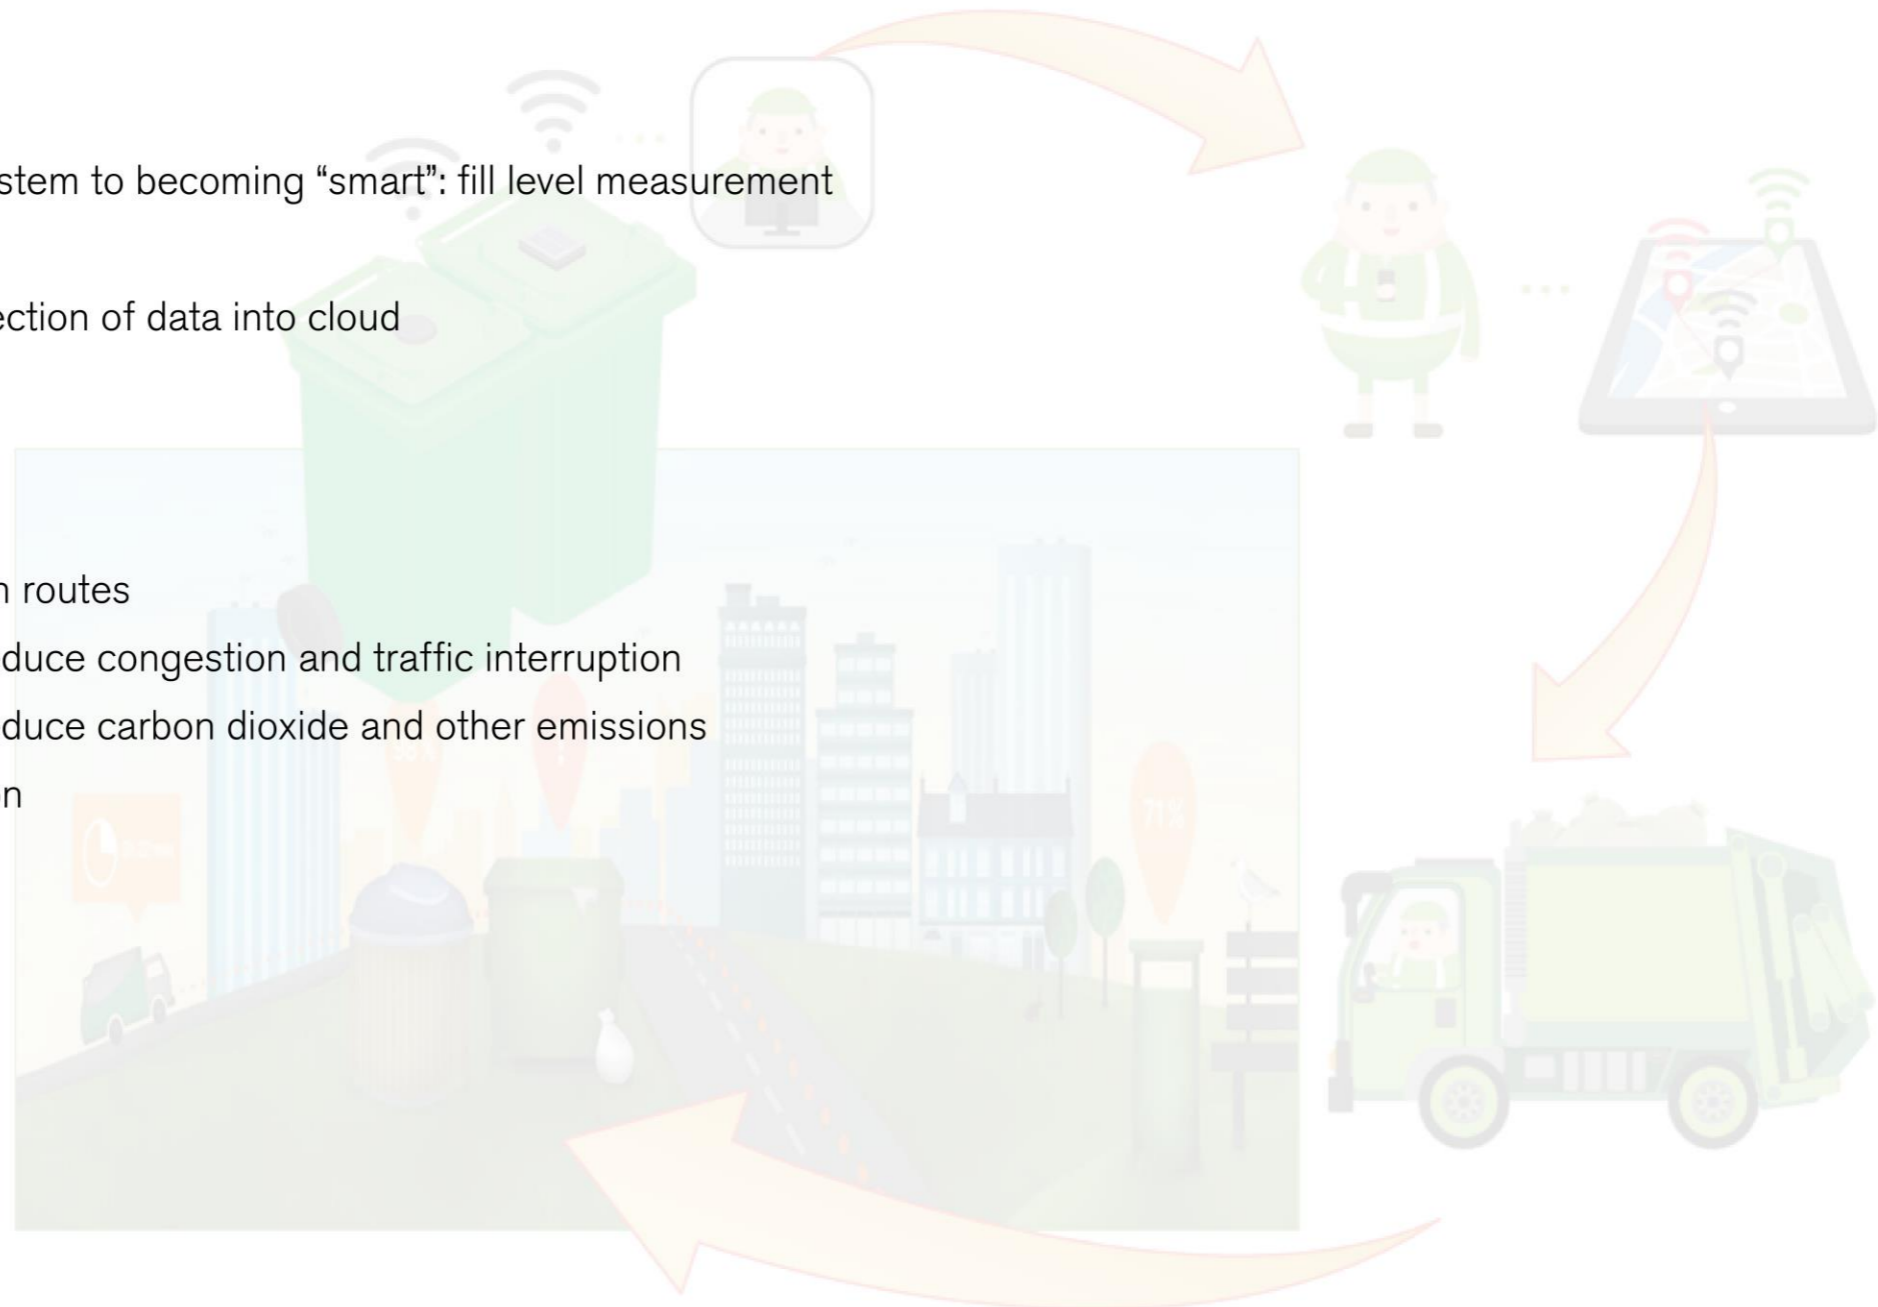 stem to becoming “smart”: fill level measurement
ection of data into cloud
n routes
duce congestion and traffic interruption
duce carbon dioxide and other emissions
n
71%